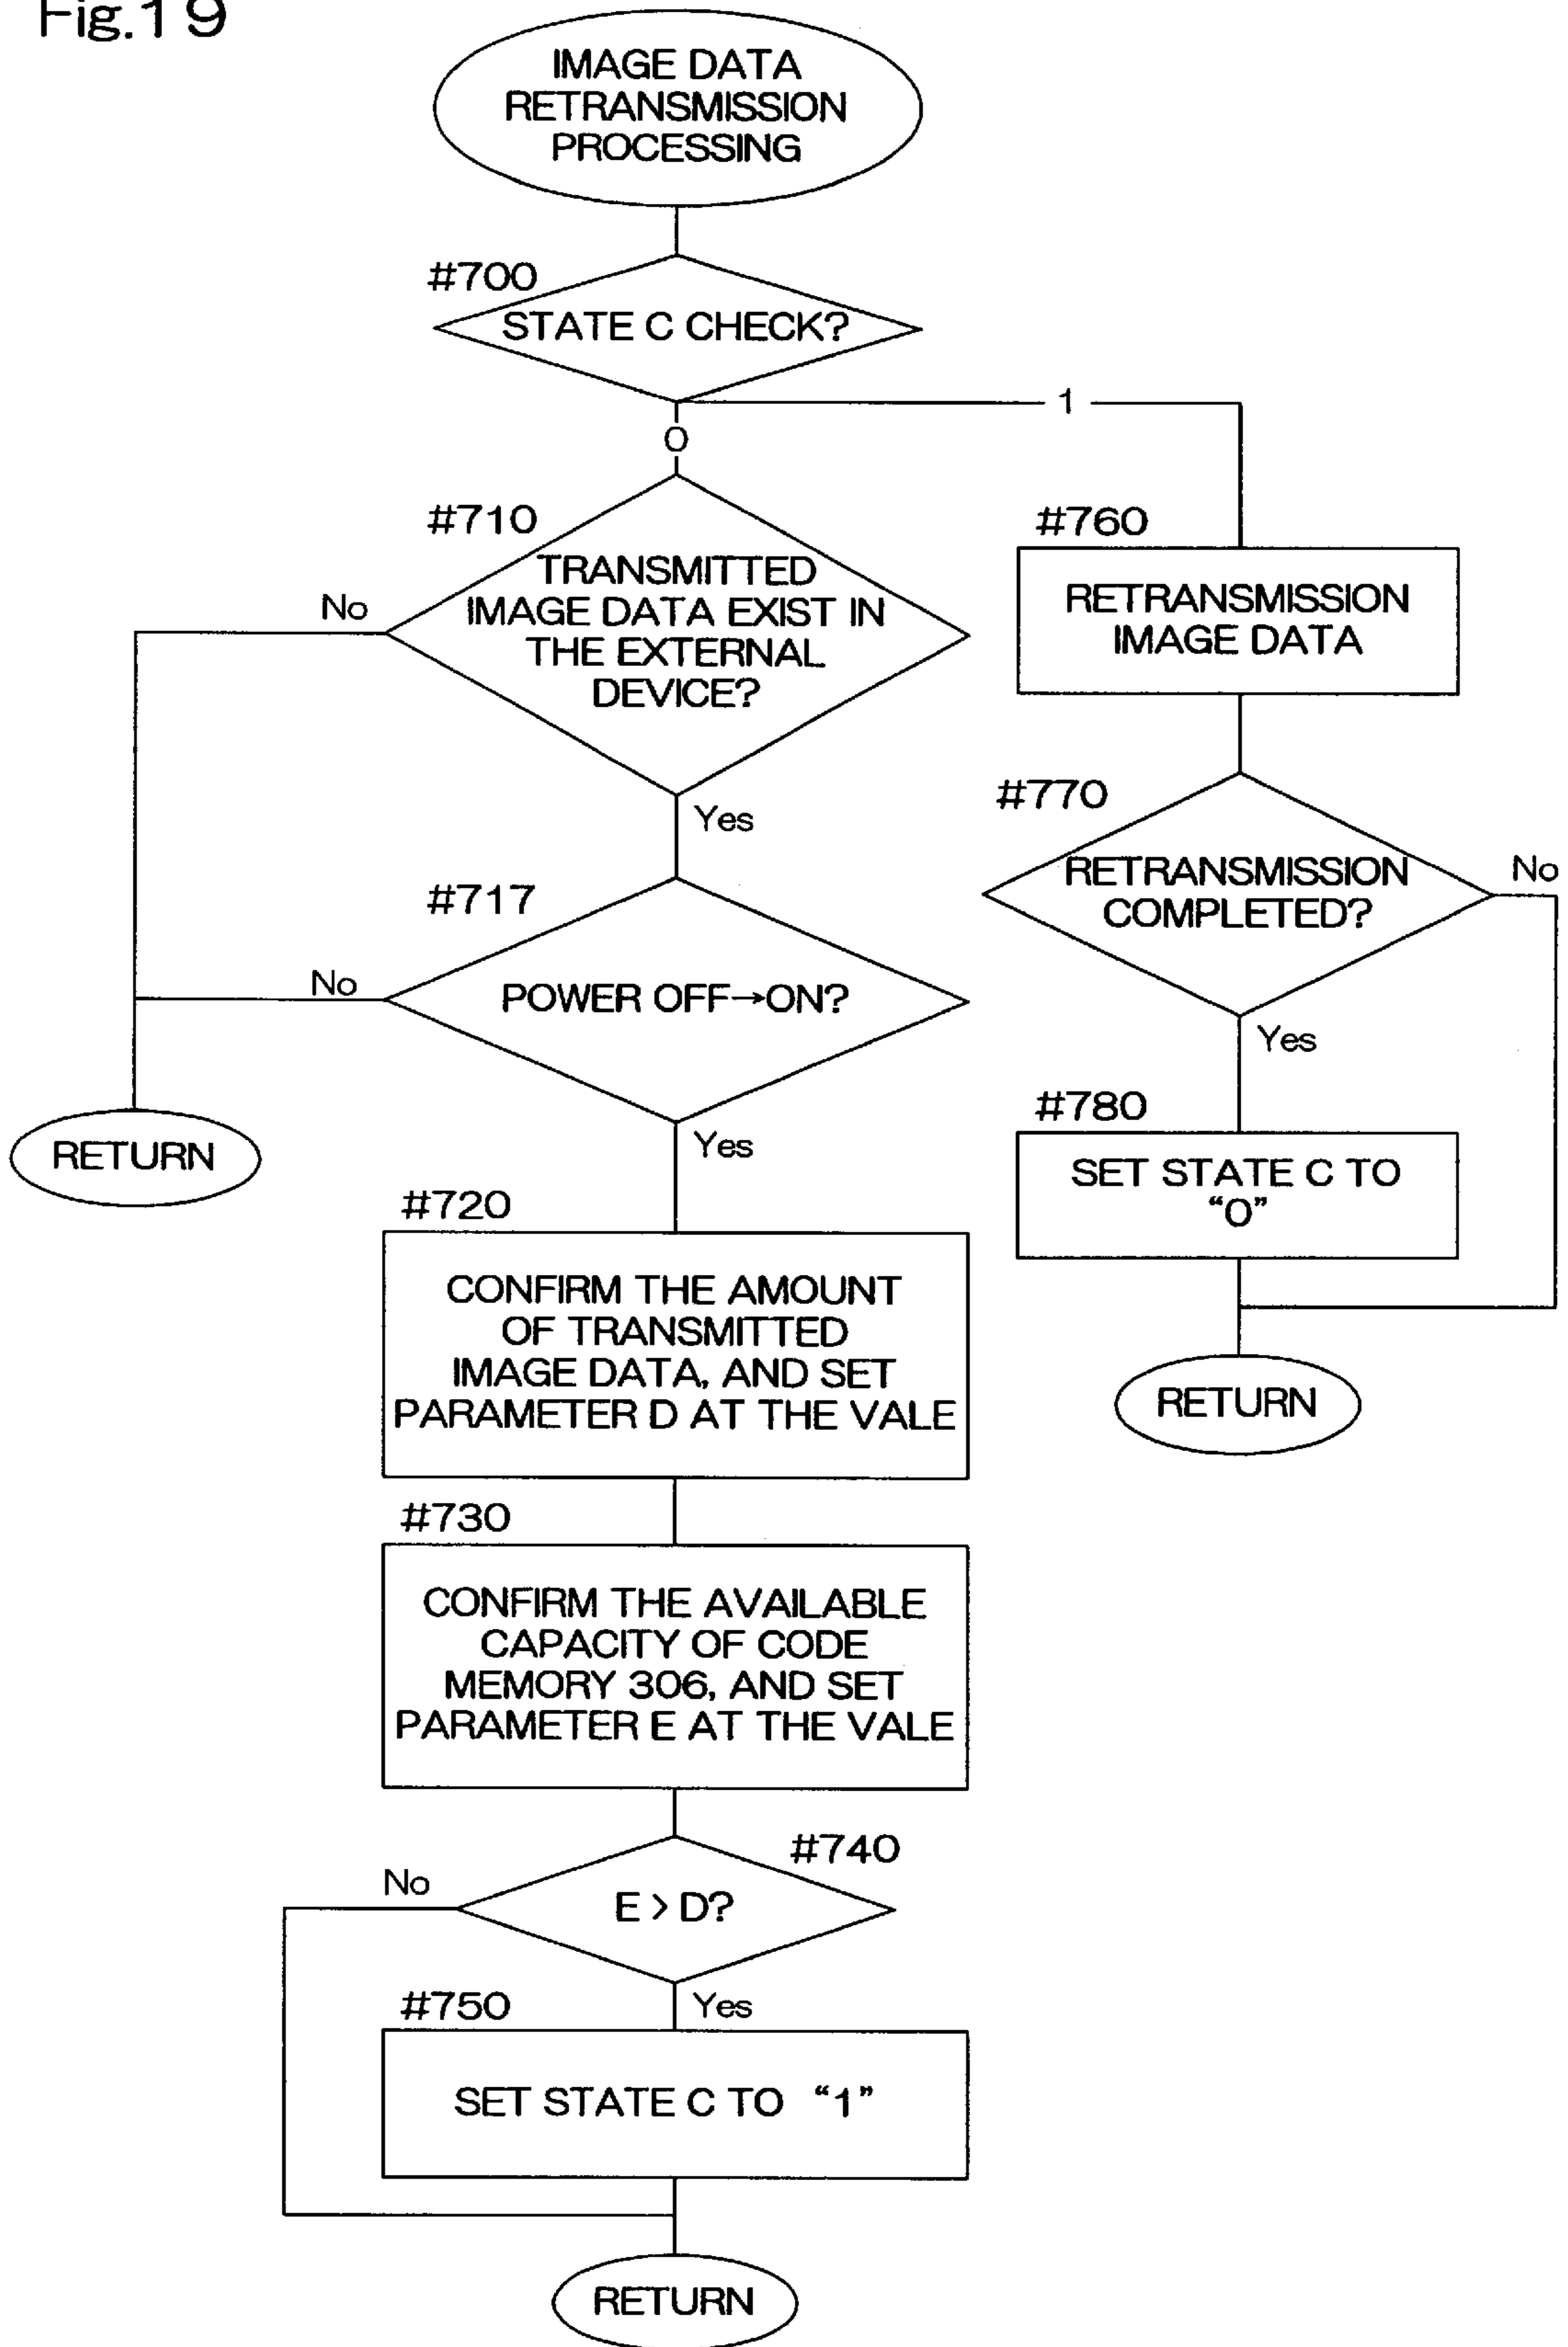 Fig.19
IMAGE DATA
RETRANSMISSION
PROCESSING
#700
STATE C CHECK?
1
0
#710
TRANSMITTED
IMAGE DATA EXIST IN
THE EXTERNAL
DEVICE?
No
Yes
#717
POWER OFF→ON?
No
Yes
RETURN
#720
CONFIRM THE AMOUNT
OF TRANSMITTED
IMAGE DATA, AND SET
PARAMETER D AT THE VALE
#730
CONFIRM THE AVAILABLE
CAPACITY OF CODE
MEMORY 306, AND SET
PARAMETER E AT THE VALE
#740
E > D?
No
Yes
#750
SET STATE C TO "1"
RETURN
#760
RETRANSMISSION
IMAGE DATA
#770
RETRANSMISSION
COMPLETED?
No
Yes
#780
SET STATE C TO
"0"
RETURN